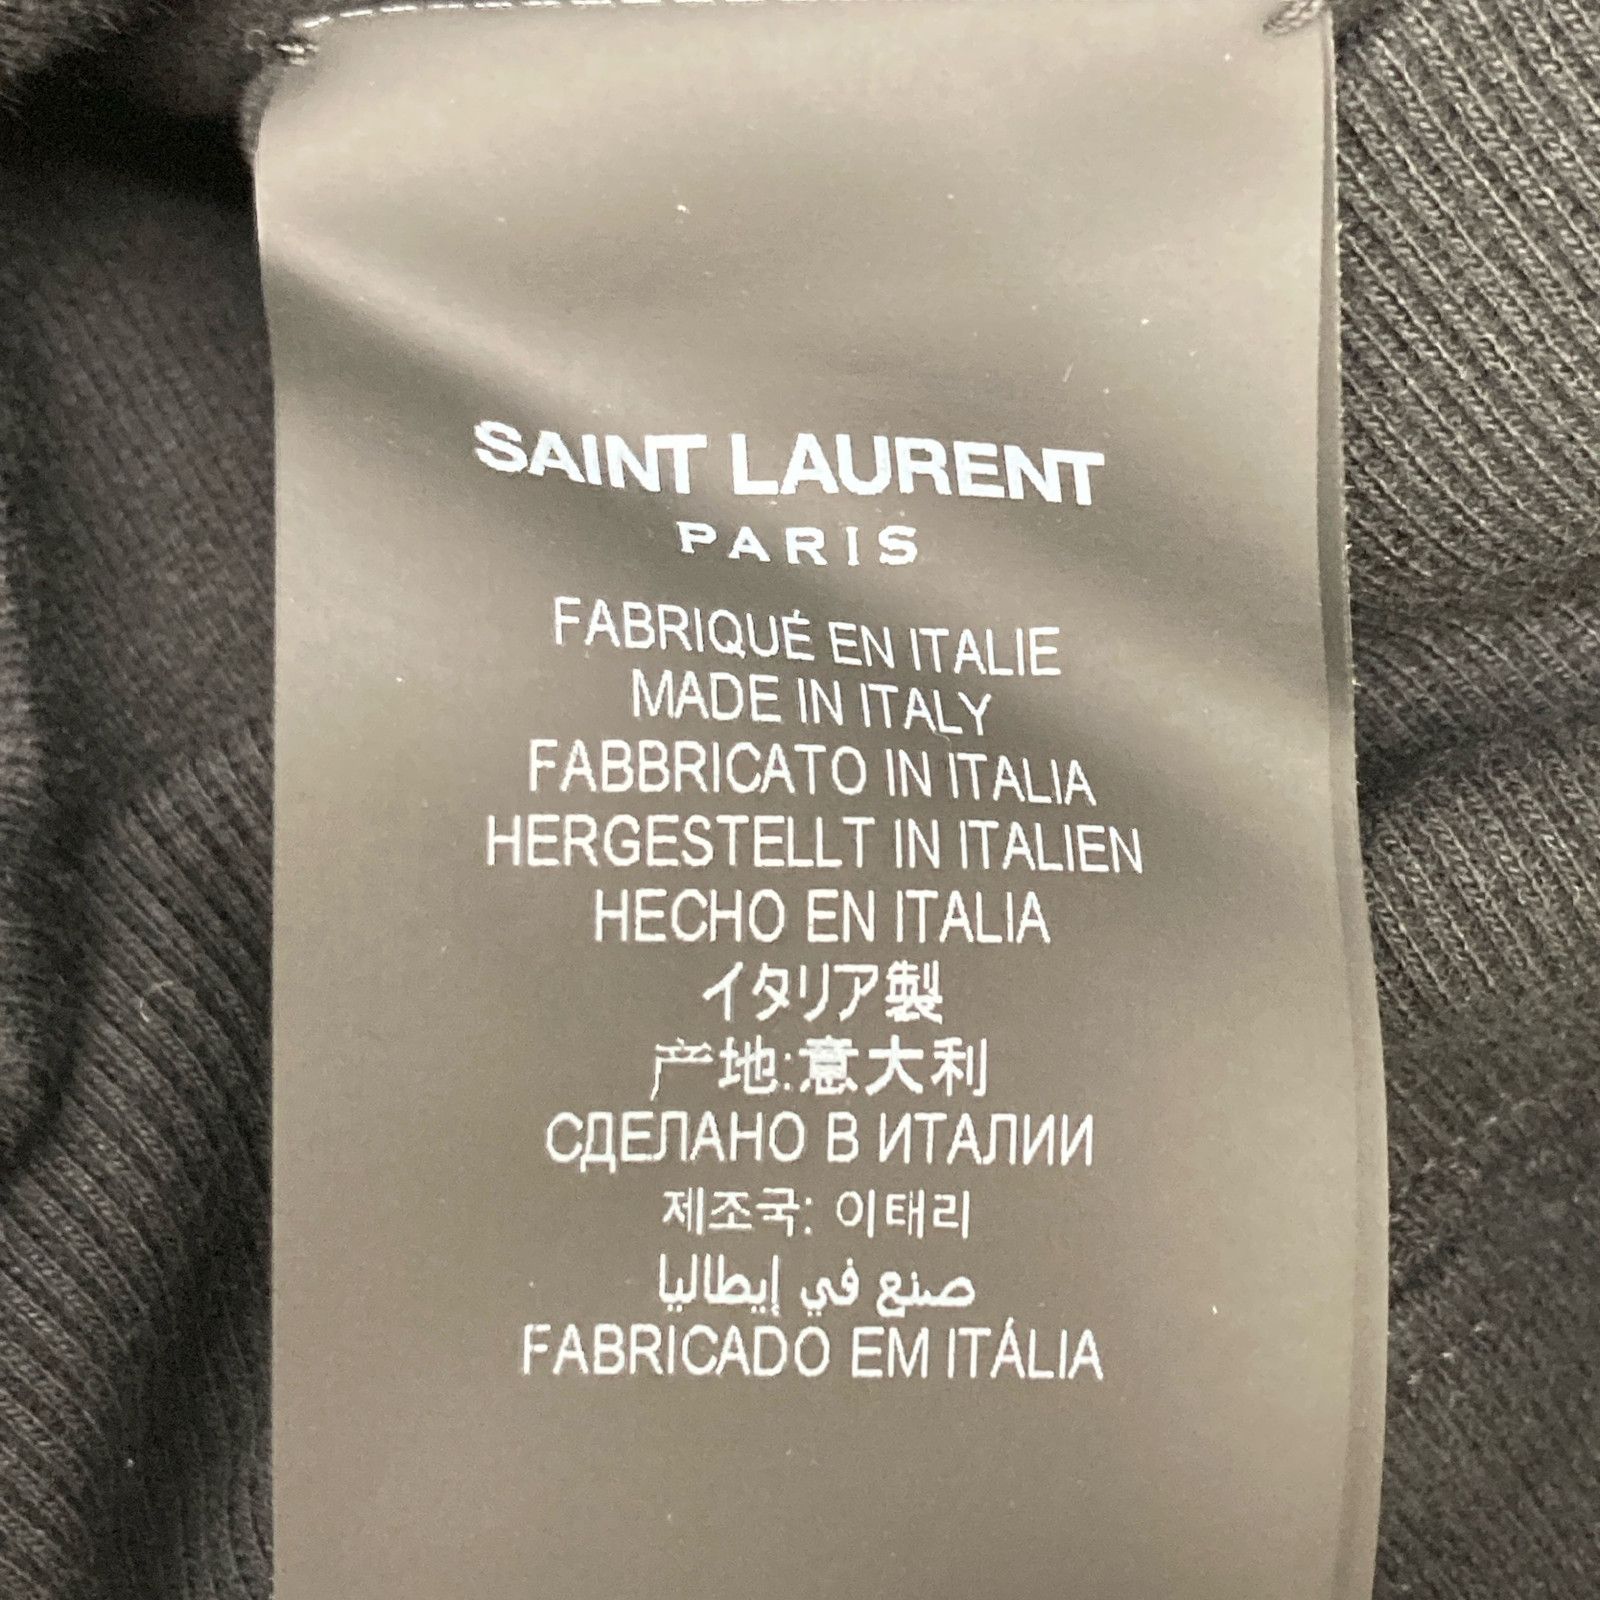 SAINT LAURENT
PARIS
FABRIQUÉ EN ITALIE
MADE IN ITALY
FABBRICATO IN ITALIA
HERGESTELLT IN ITALIEN
HECHO EN ITALIA
イタリア製
产地:意大利
СДЕЛАНО В ИТАЛИИ
제조국: 이태리
صنع في إيطاليا
FABRICADO EM ITÁLIA